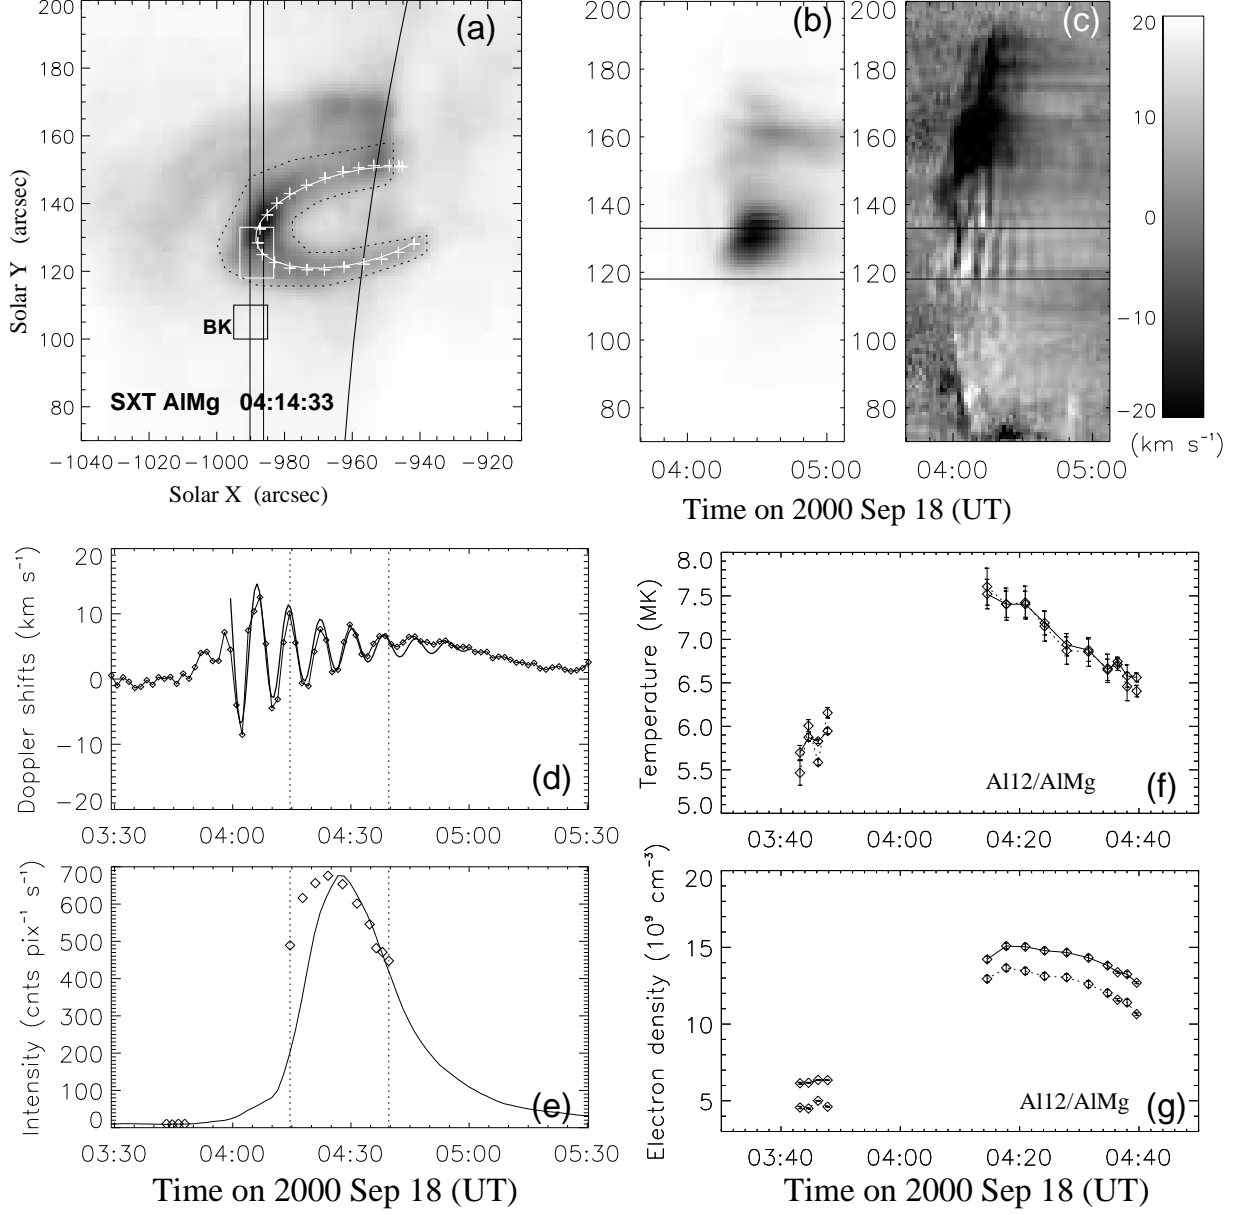 200
180
160
140
120
100
80
Solar Y (arcsec)
(a)
BK
SXT AlMg 04:14:33
-1040 -1020 -1000 -980 -960 -940 -920
Solar X (arcsec)
200
180
160
140
120
100
80
(b)
04:00 05:00
200
180
160
140
120
100
80
(c)
04:00 05:00
20
10
0
-10
-20
(km s⁻¹)
Time on 2000 Sep 18 (UT)
20
10
0
-10
-20
Doppler shifts (km s⁻¹)
(d)
03:30 04:00 04:30 05:00 05:30
700
600
500
400
300
200
100
0
Intensity (cnts pix⁻¹ s⁻¹)
(e)
03:30 04:00 04:30 05:00 05:30
Time on 2000 Sep 18 (UT)
8.0
7.5
7.0
6.5
6.0
5.5
5.0
Temperature (MK)
Al12/AlMg
(f)
03:40 04:00 04:20 04:40
20
15
10
5
Electron density (10⁹ cm⁻³)
Al12/AlMg
(g)
03:40 04:00 04:20 04:40
Time on 2000 Sep 18 (UT)